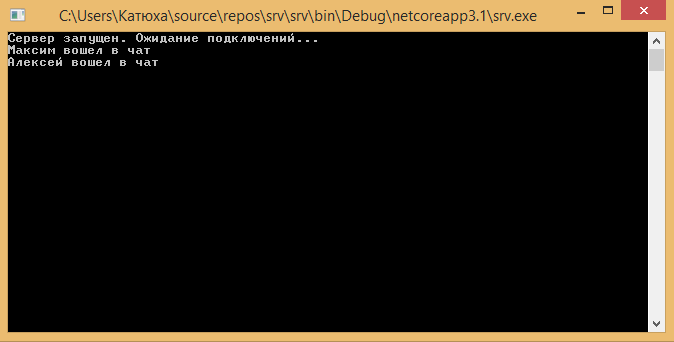 C:\Users\Катюха\source\repos\srv\srv\bin\Debug\netcoreapp3.1\srv.exe
Сервер запущен. Ожидание подключений...
Максим вошел в чат
Алексей вошел в чат